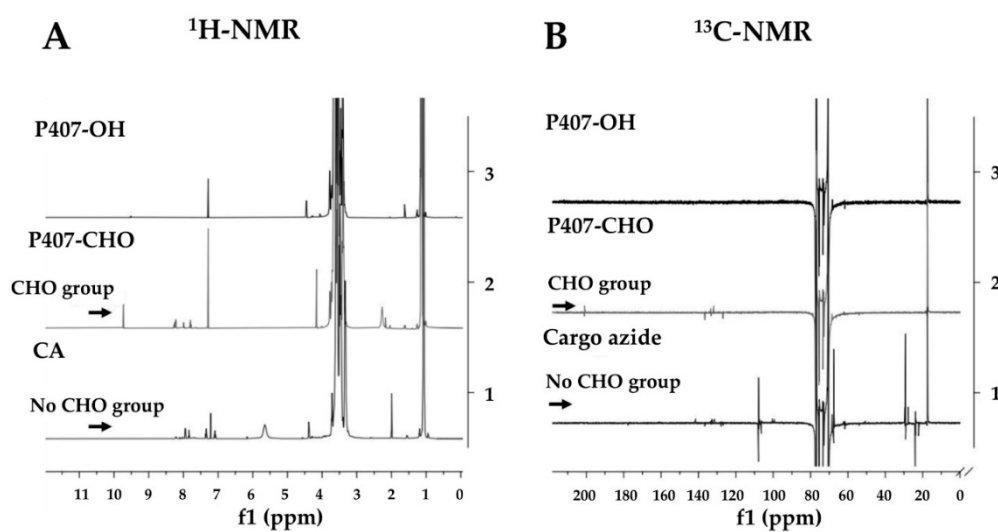 A
¹H-NMR
P407-OH
3
P407-CHO
CHO group
2
CA
No CHO group
1
11 10 9 8 7 6 5 4 3 2 1 0
f1 (ppm)
B
¹³C-NMR
P407-OH
3
P407-CHO
CHO group
2
Cargo azide
No CHO group
1
200 180 160 140 120 100 80 60 40 20 0
f1 (ppm)